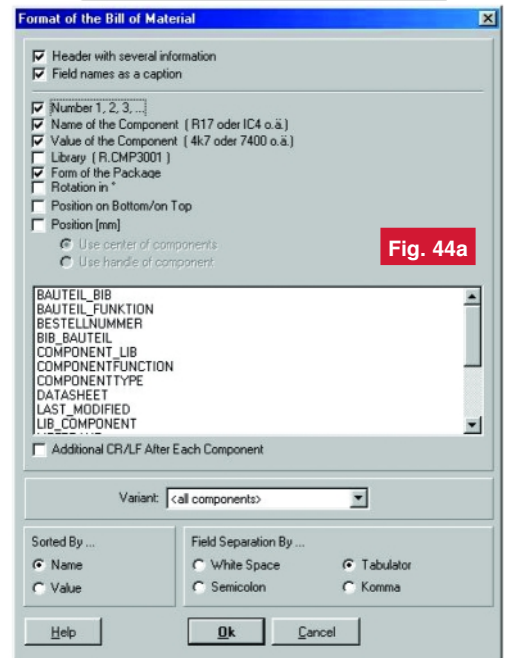 Format of the Bill of Material
Header with several information
Field names as a caption
Number 1, 2, 3, ...
Name of the Component ( R17 oder IC4 o.ä.)
Value of the Component ( 4k7 oder 7400 o.ä.)
Library ( R.CMP3001 )
Form of the Package
Rotation in °
Position on Bottom/on Top
Position [mm]
Use center of components
Use handle of component
Fig. 44a
BAUTEIL_BIB
BAUTEIL_FUNKTION
BESTELLNUMMER
BIB_BAUTEIL
COMPONENT_LIB
COMPONENTFUNCTION
COMPONENTTYPE
DATASHEET
LAST_MODIFIED
LIB_COMPONENT
Additional CR/LF After Each Component
Variant: <all components>
Sorted By ...
Name
Value
Field Separation By ...
White Space
Tabulator
Semicolon
Komma
Help
Ok
Cancel